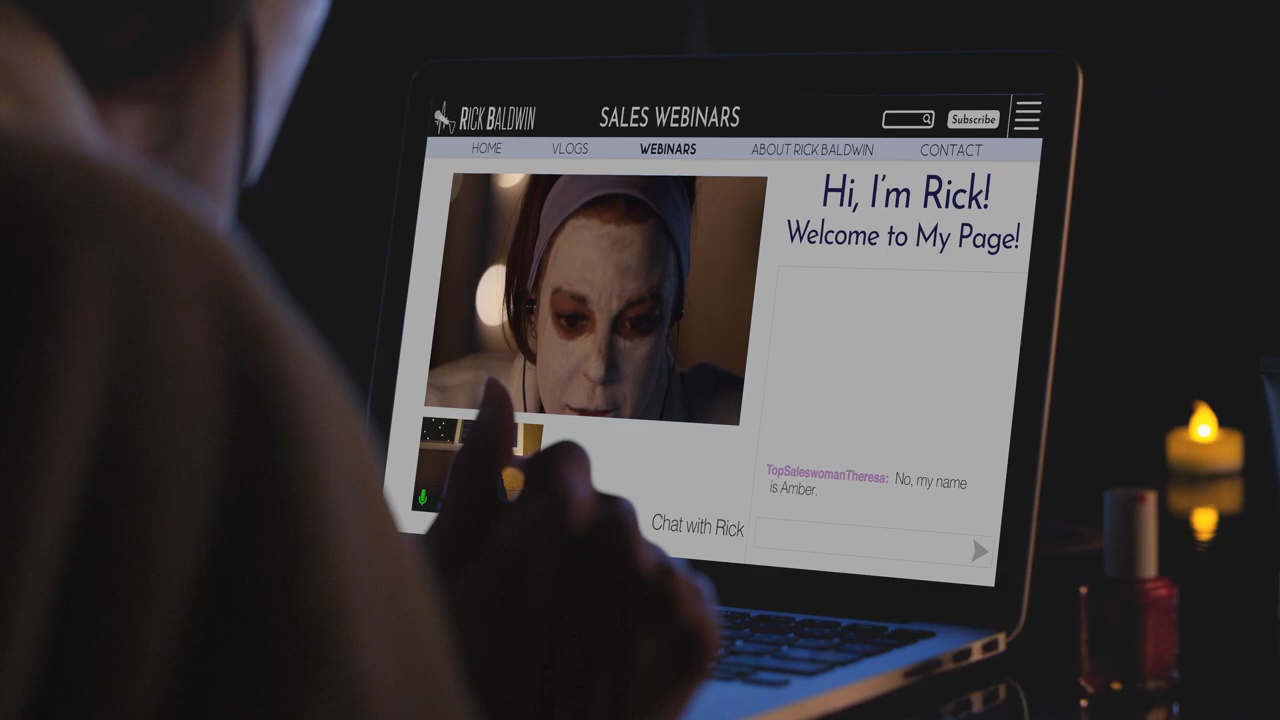 RICK BALDWIN
SALES WEBINARS
Subscribe
HOME
VLOGS
WEBINARS
ABOUT RICK BALDWIN
CONTACT
Hi, I'm Rick!
Welcome to My Page!
TopSaleswomanTheresa: No, my name
is Amber.
Chat with Rick